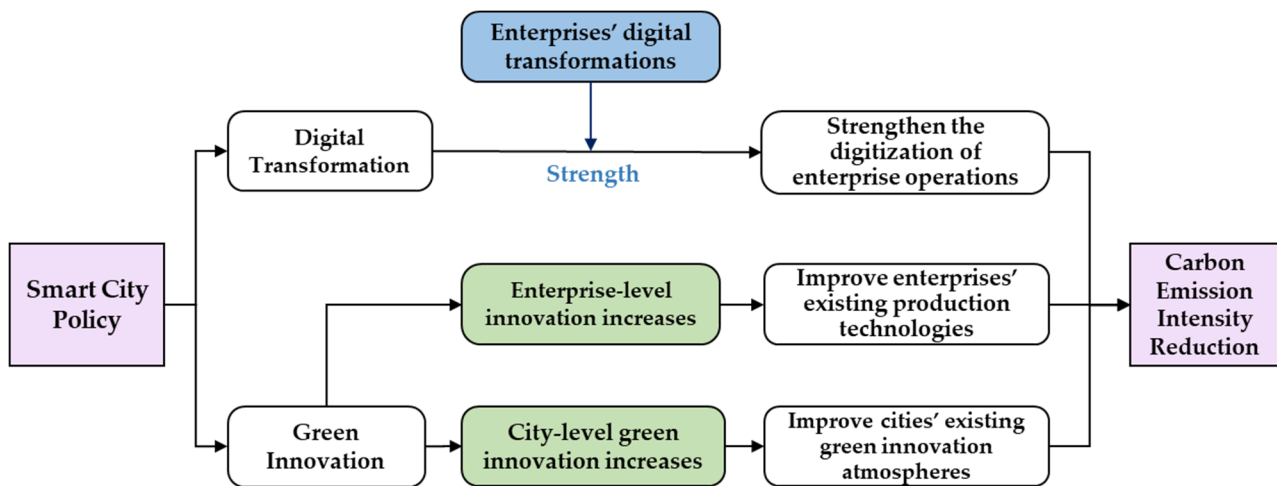 Enterprises' digital
transformations
Digital
Transformation
Strength
Strengthen the
digitization of
enterprise operations
Smart City
Policy
Enterprise-level
innovation increases
Improve enterprises'
existing production
technologies
Carbon
Emission
Intensity
Reduction
Green
Innovation
City-level green
innovation increases
Improve cities' existing
green innovation
atmospheres